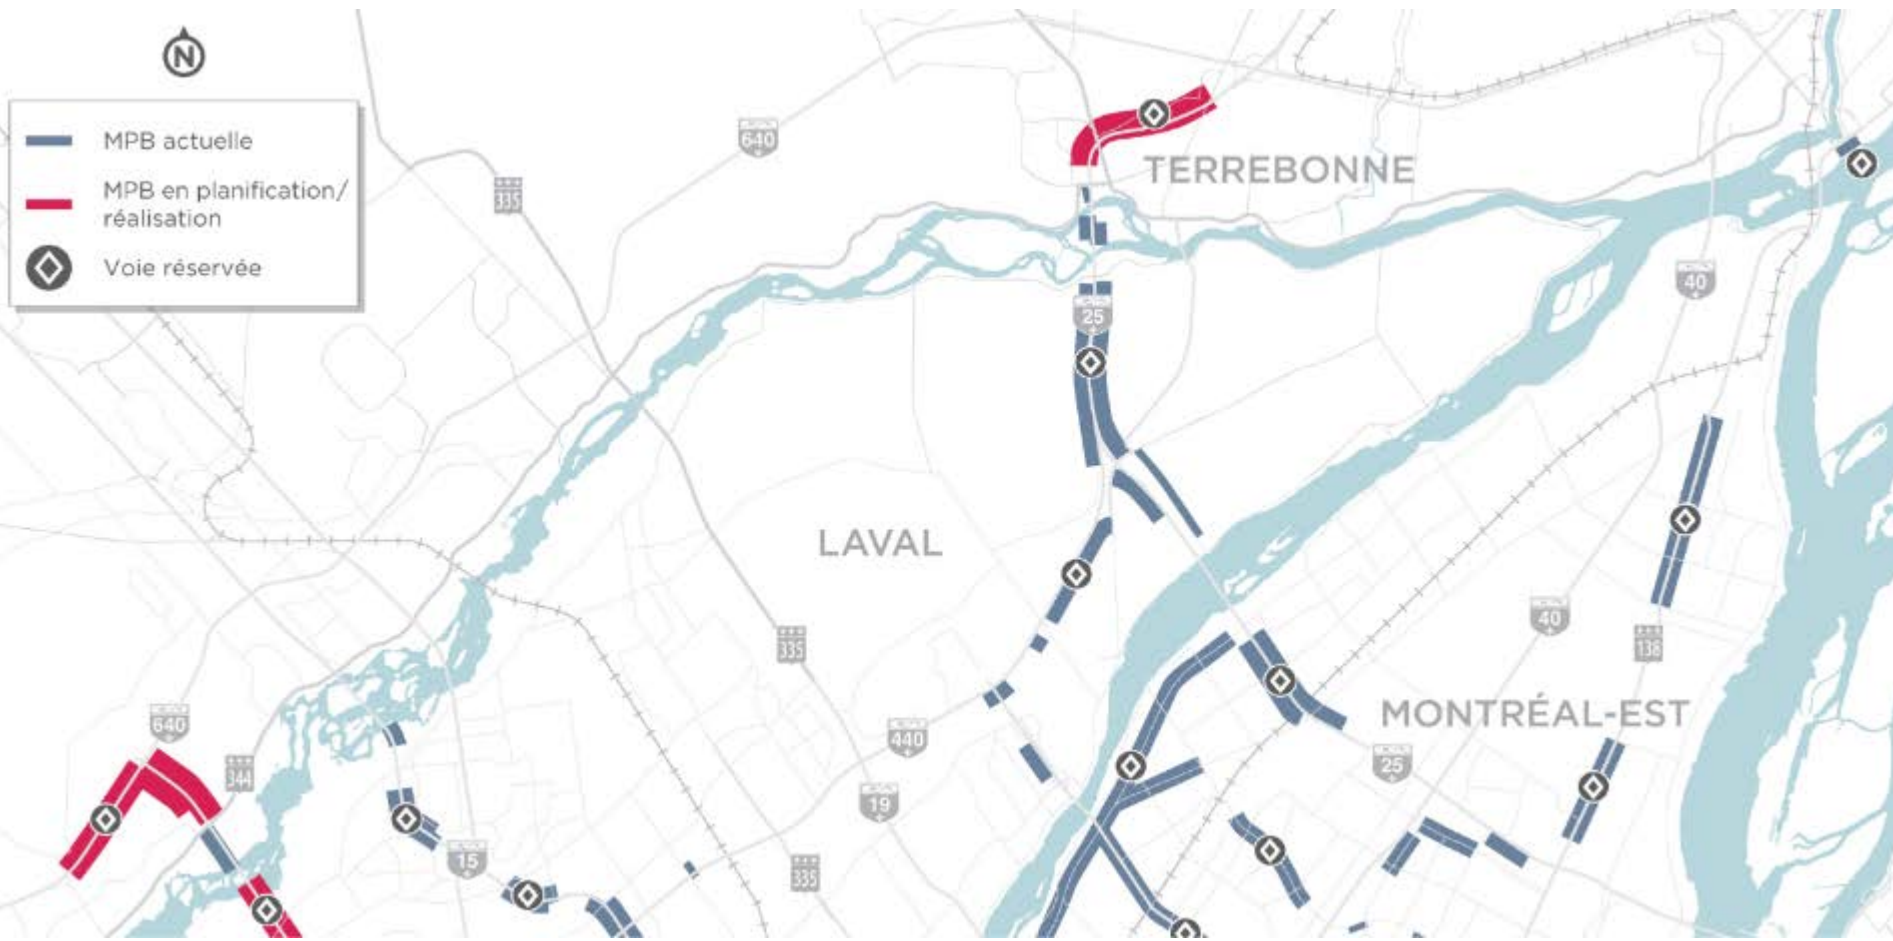 N
MPB actuelle
MPB en planification/
réalisation
Voie réservée
640
335
TERREBONNE
25
40
LAVAL
335
40
138
640
344
440
19
MONTRÉAL-EST
25
15
335